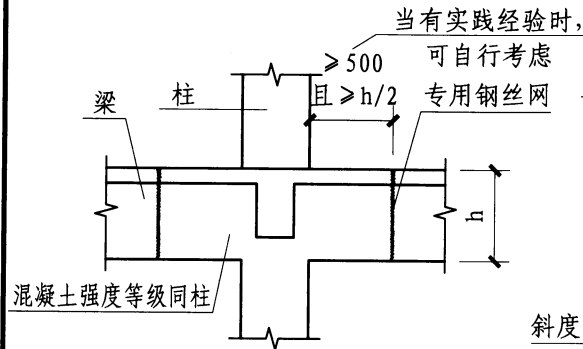 当有实践经验时,
可自行考虑
≥500
且≥h/2
专用钢丝网
梁
柱
h
混凝土强度等级同柱
斜度